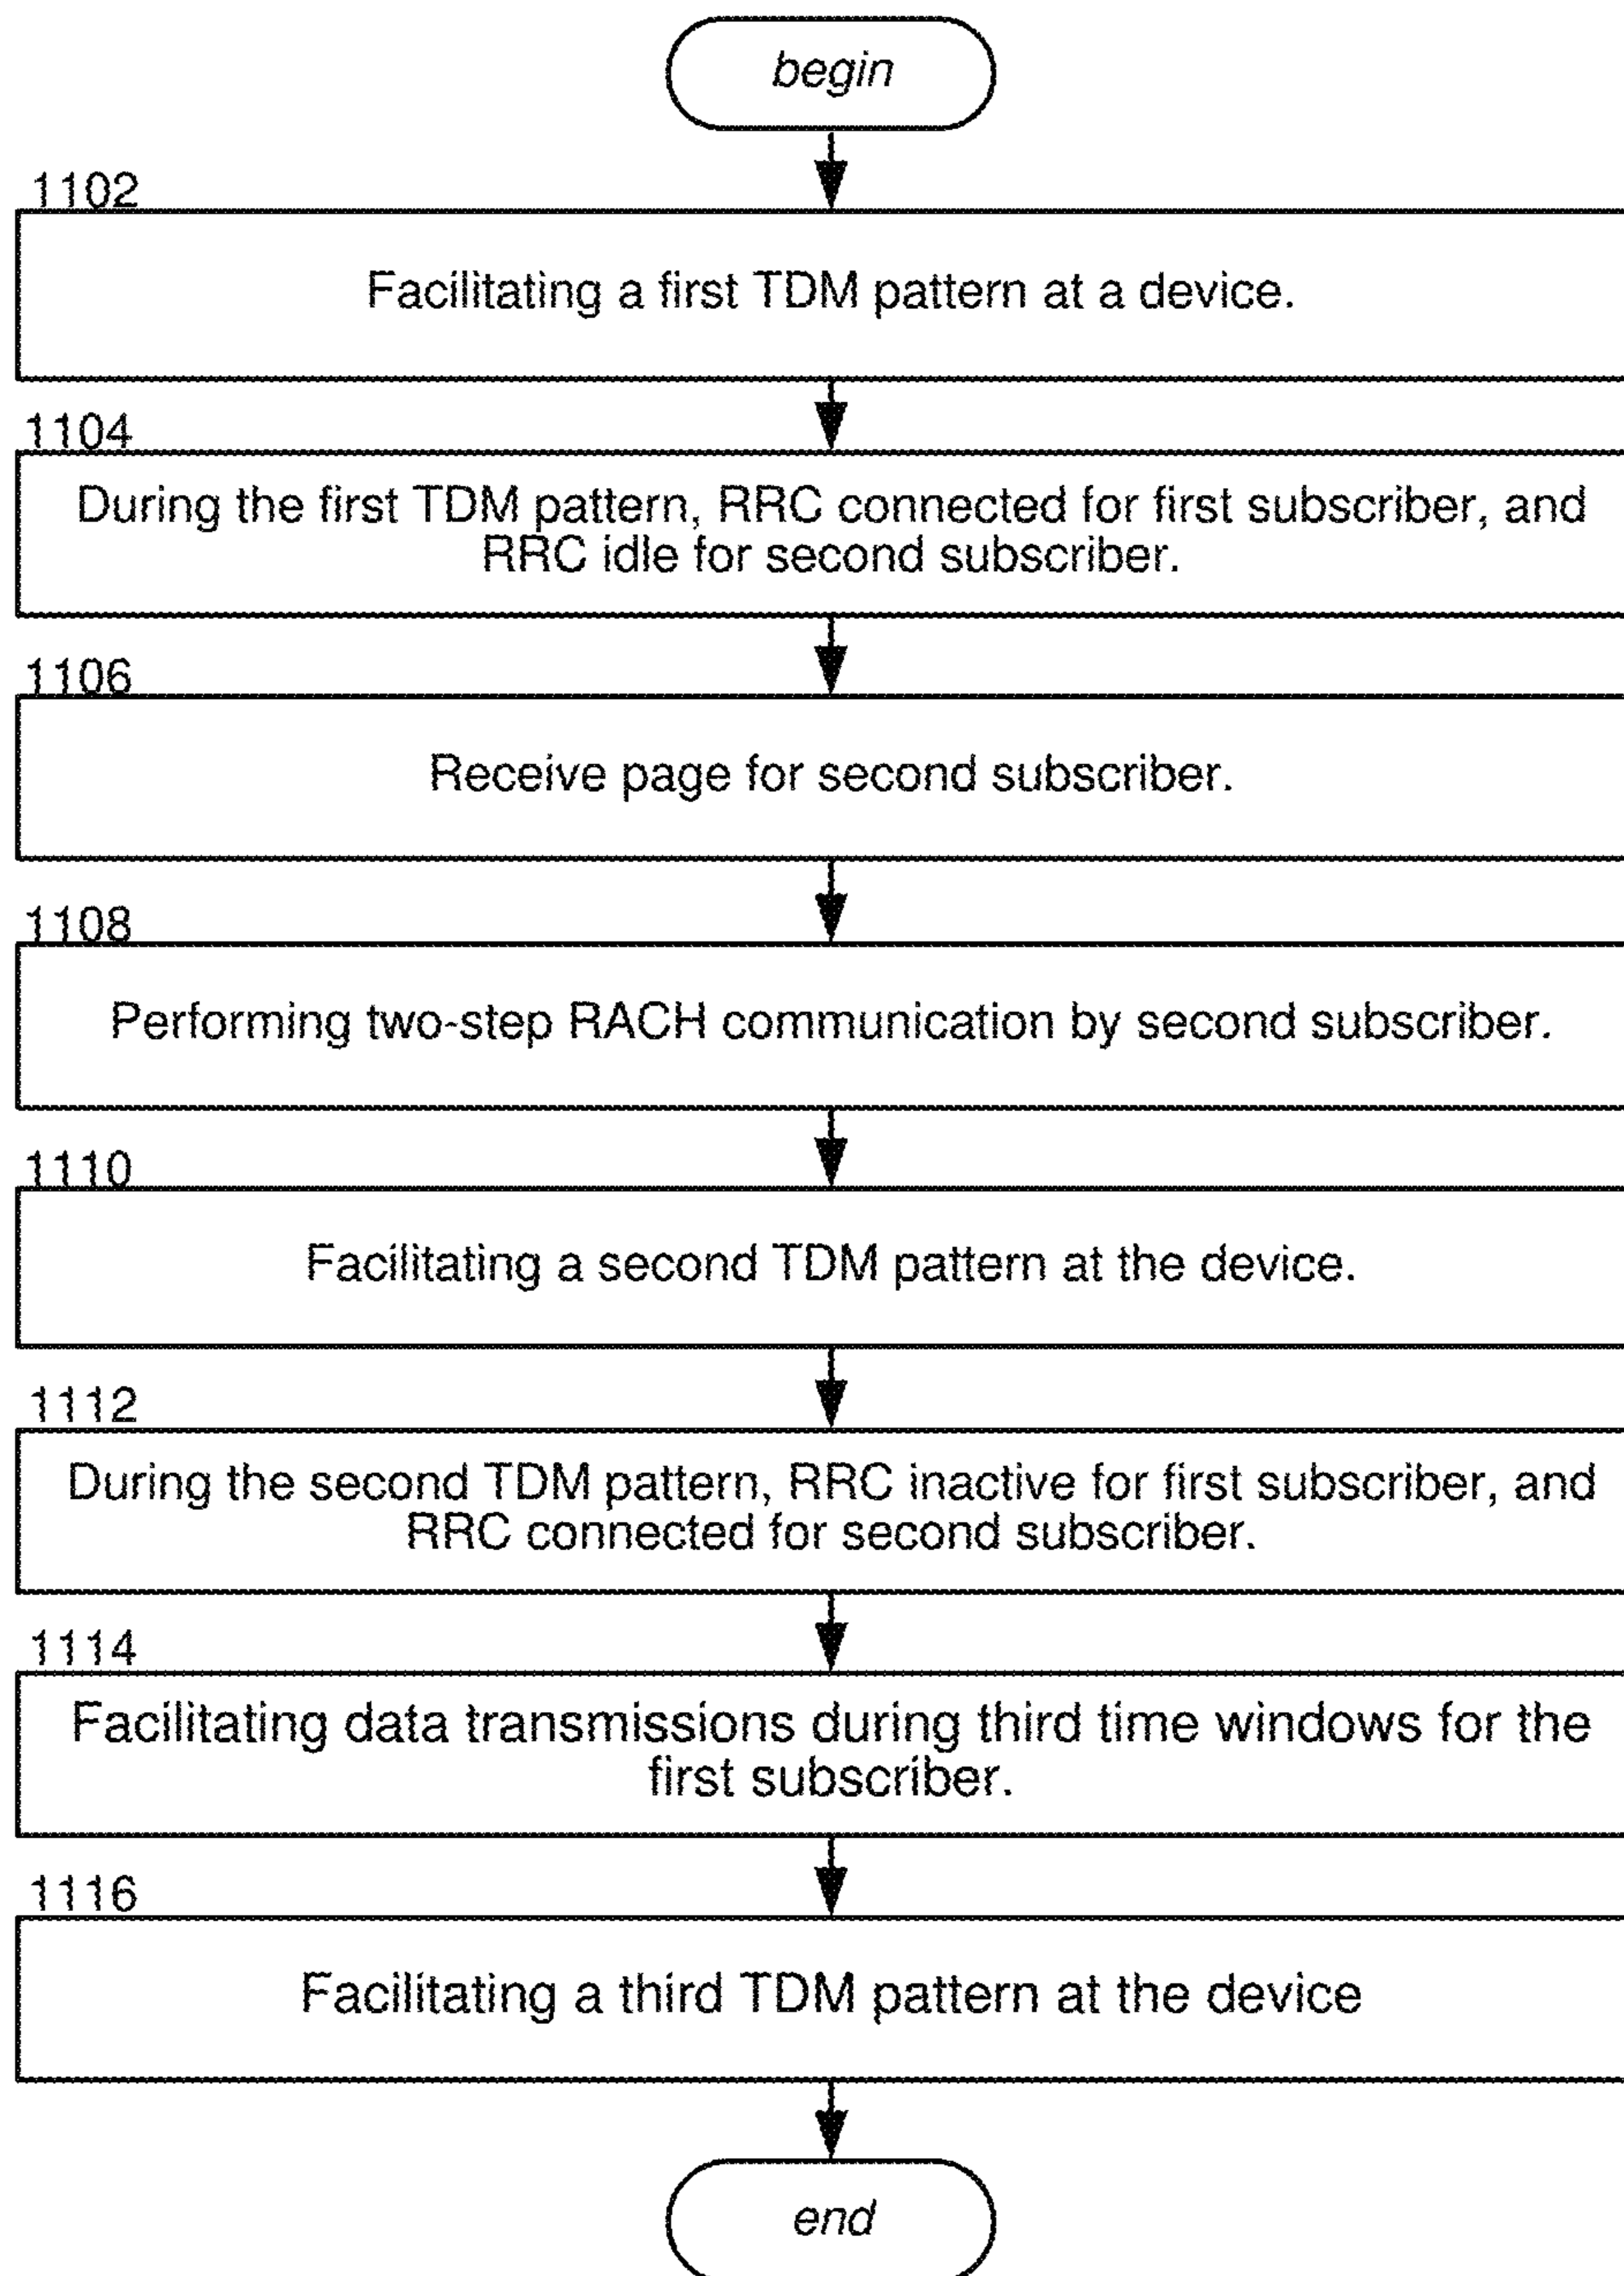 begin
1102
Facilitating a first TDM pattern at a device.
1104
During the first TDM pattern, RRC connected for first subscriber, and
RRC idle for second subscriber.
1106
Receive page for second subscriber.
1108
Performing two-step RACH communication by second subscriber.
1110
Facilitating a second TDM pattern at the device.
1112
During the second TDM pattern, RRC inactive for first subscriber, and
RRC connected for second subscriber.
1114
Facilitating data transmissions during third time windows for the
first subscriber.
1116
Facilitating a third TDM pattern at the device
end